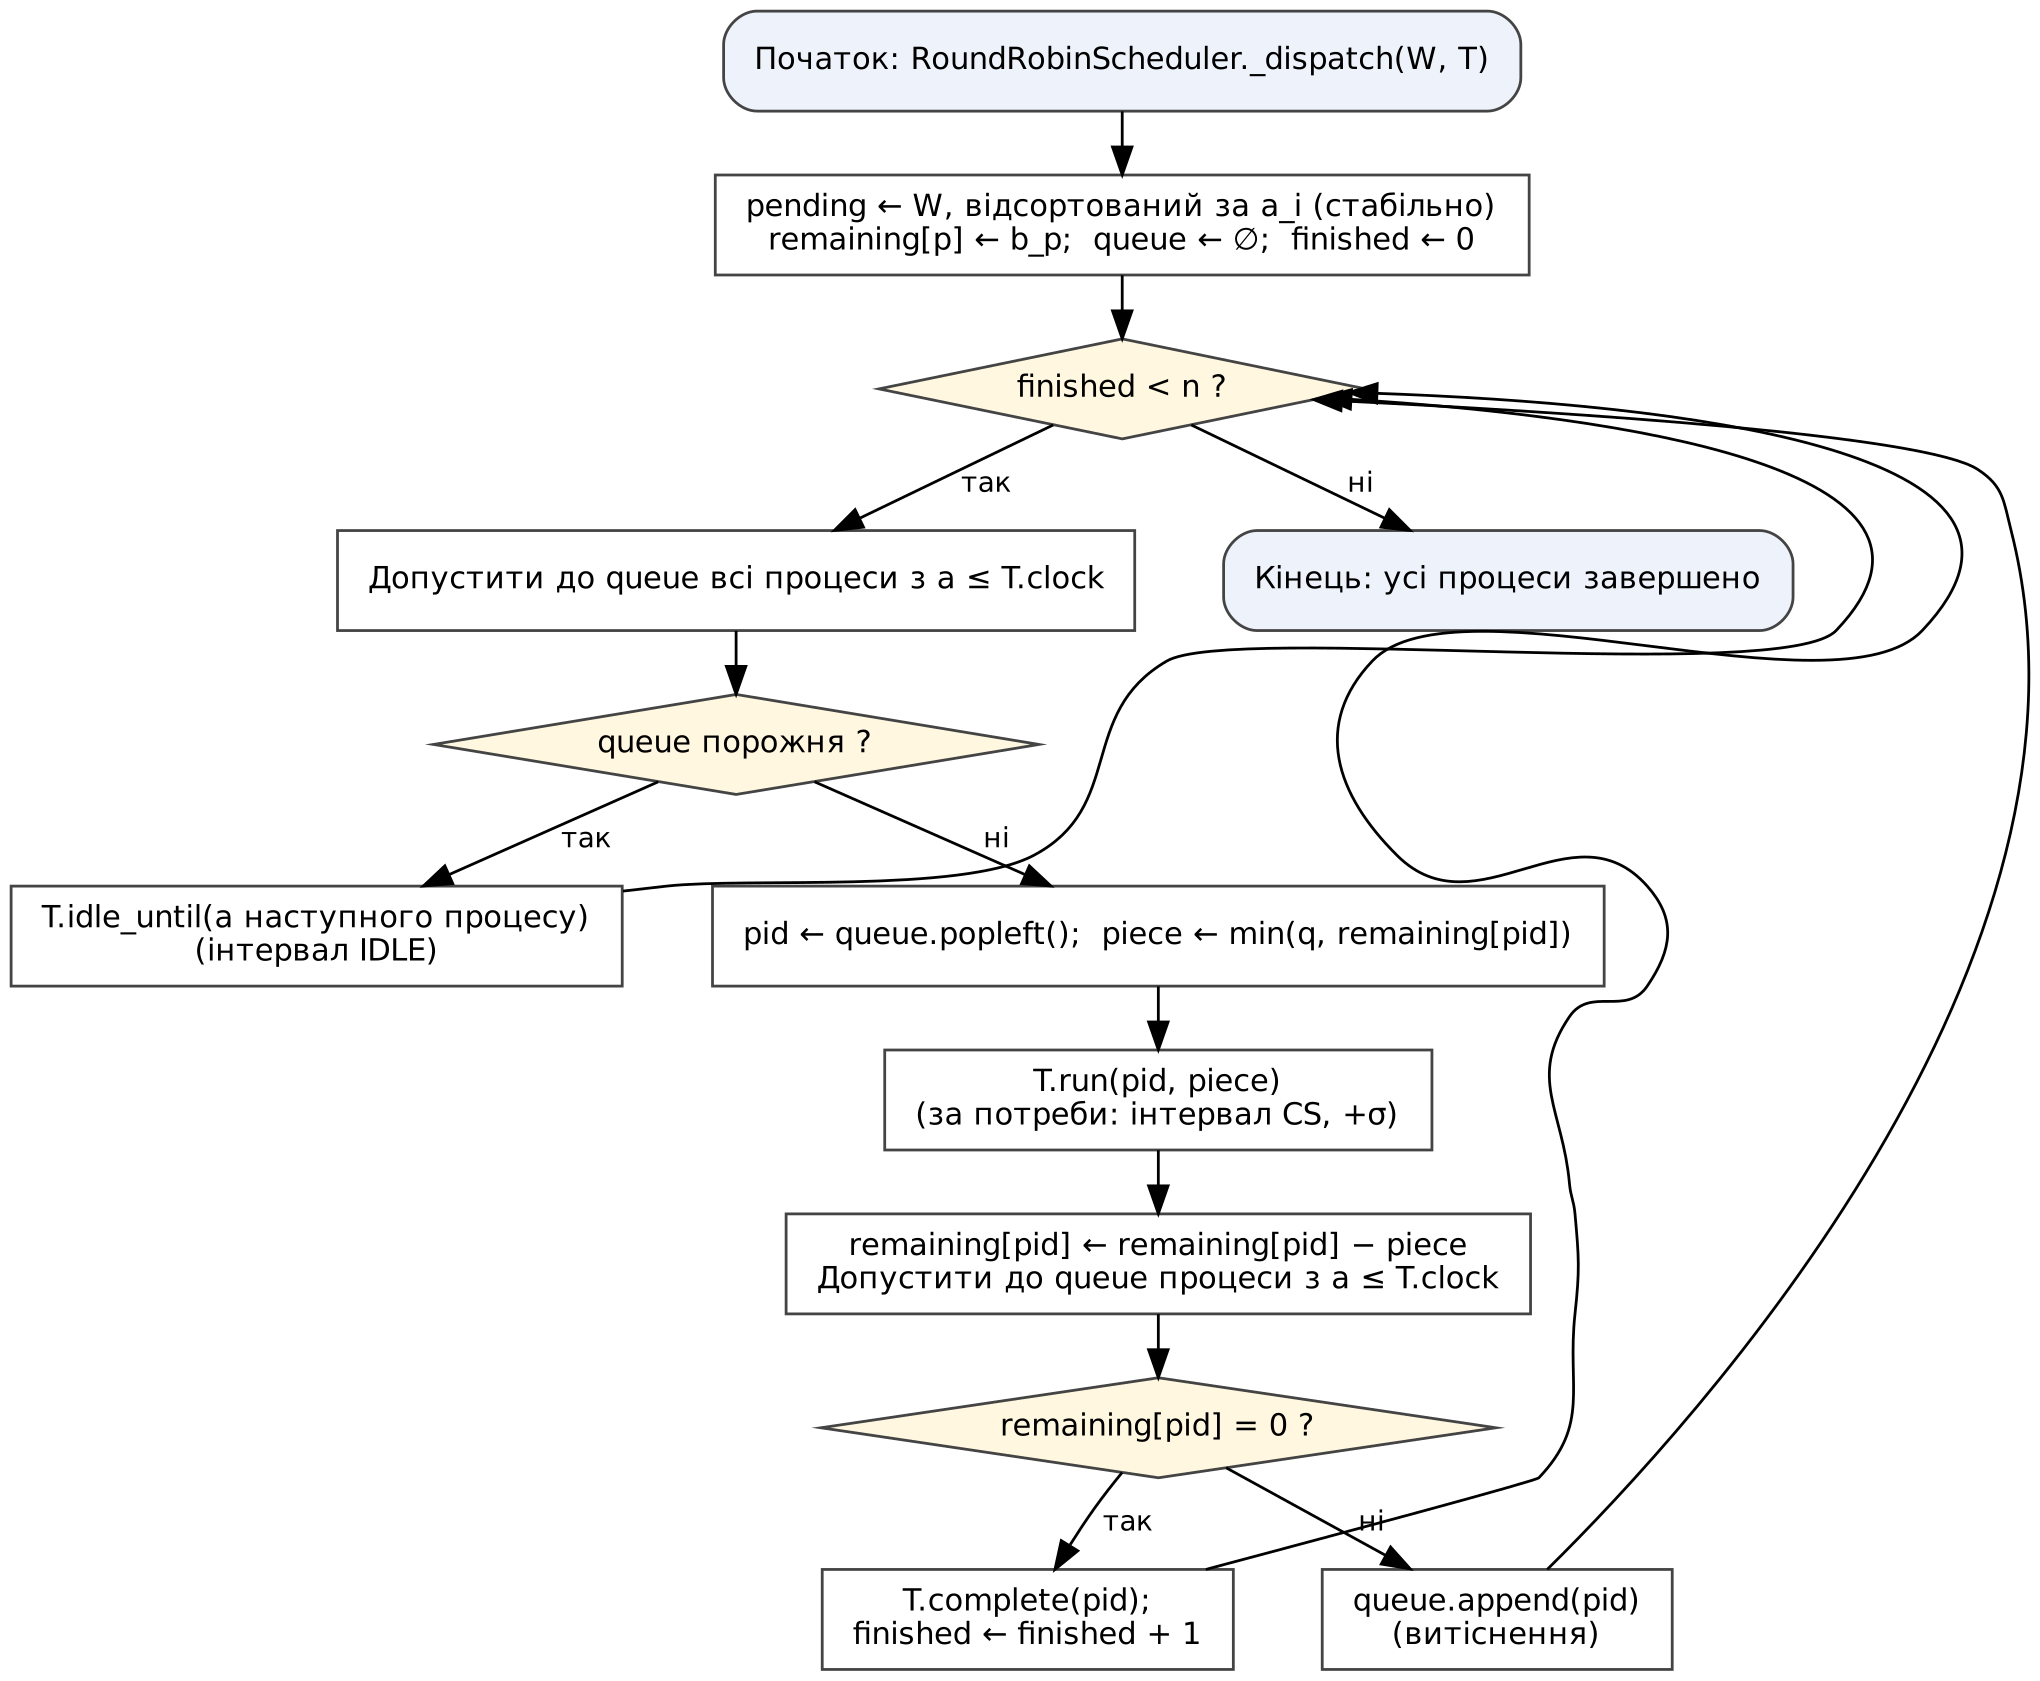 Початок: RoundRobinScheduler._dispatch(W, T)
pending ← W, відсортований за a_i (стабільно)
remaining[p] ← b_p;  queue ← ∅;  finished ← 0
finished < n ?
так
ні
Допустити до queue всі процеси з a ≤ T.clock
Кінець: усі процеси завершено
queue порожня ?
так
ні
T.idle_until(a наступного процесу)
(інтервал IDLE)
pid ← queue.popleft();  piece ← min(q, remaining[pid])
T.run(pid, piece)
(за потреби: інтервал CS, +σ)
remaining[pid] ← remaining[pid] − piece
Допустити до queue процеси з a ≤ T.clock
remaining[pid] = 0 ?
так
ні
T.complete(pid);
finished ← finished + 1
queue.append(pid)
(витіснення)